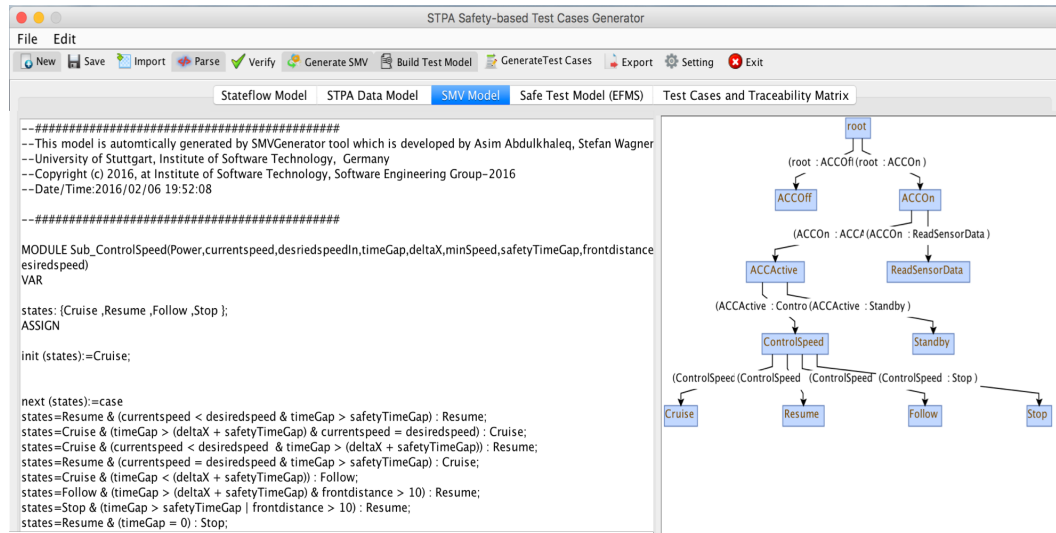 STPA Safety-based Test Cases Generator
File Edit
New Save Import Parse Verify Generate SMV Build Test Model GenerateTest Cases Export Setting Exit
Stateflow Model STPA Data Model SMV Model Safe Test Model (EFMS) Test Cases and Traceability Matrix
--############################################
--This model is automtically generated by SMVGenerator tool which is developed by Asim Abdulkhaleq, Stefan Wagner
--University of Stuttgart, Institute of Software Technology, Germany
--Copyright (c) 2016, at Institute of Software Technology, Software Engineering Group-2016
--Date/Time:2016/02/06 19:52:08
--############################################
MODULE Sub_ControlSpeed(Power,currentspeed,desriedspeedIn,timeGap,deltaX,minSpeed,safetyTimeGap,frontdistance
esiredspeed)
VAR
states: {Cruise ,Resume ,Follow ,Stop };
ASSIGN
init (states):=Cruise;
next (states):=case
states=Resume & (currentspeed < desiredspeed & timeGap > safetyTimeGap) : Resume;
states=Cruise & (timeGap > (deltaX + safetyTimeGap) & currentspeed = desiredspeed) : Cruise;
states=Cruise & (currentspeed < desiredspeed & timeGap > (deltaX + safetyTimeGap)) : Resume;
states=Resume & (currentspeed = desiredspeed & timeGap > safetyTimeGap) : Cruise;
states=Cruise & (timeGap < (deltaX + safetyTimeGap)) : Follow;
states=Follow & (timeGap > (deltaX + safetyTimeGap) & frontdistance > 10) : Resume;
states=Stop & (timeGap > safetyTimeGap | frontdistance > 10) : Resume;
states=Resume & (timeGap = 0) : Stop;
root
(root : ACCOf (root : ACCOn )
ACCOff ACCOn
(ACCOn : ACCA (ACCOn : ReadSensorData )
ACCActive ReadSensorData
(ACCActive : Contro (ACCActive : Standby )
ControlSpeed Standby
(ControlSpeec (ControlSpeed (ControlSpeed (ControlSpeed : Stop )
Cruise Resume Follow Stop